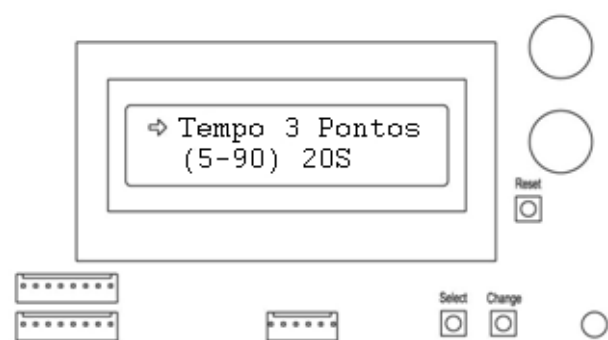 ⇨ Tempo 3 Pontos
(5-90) 20S
Reset
Select Change